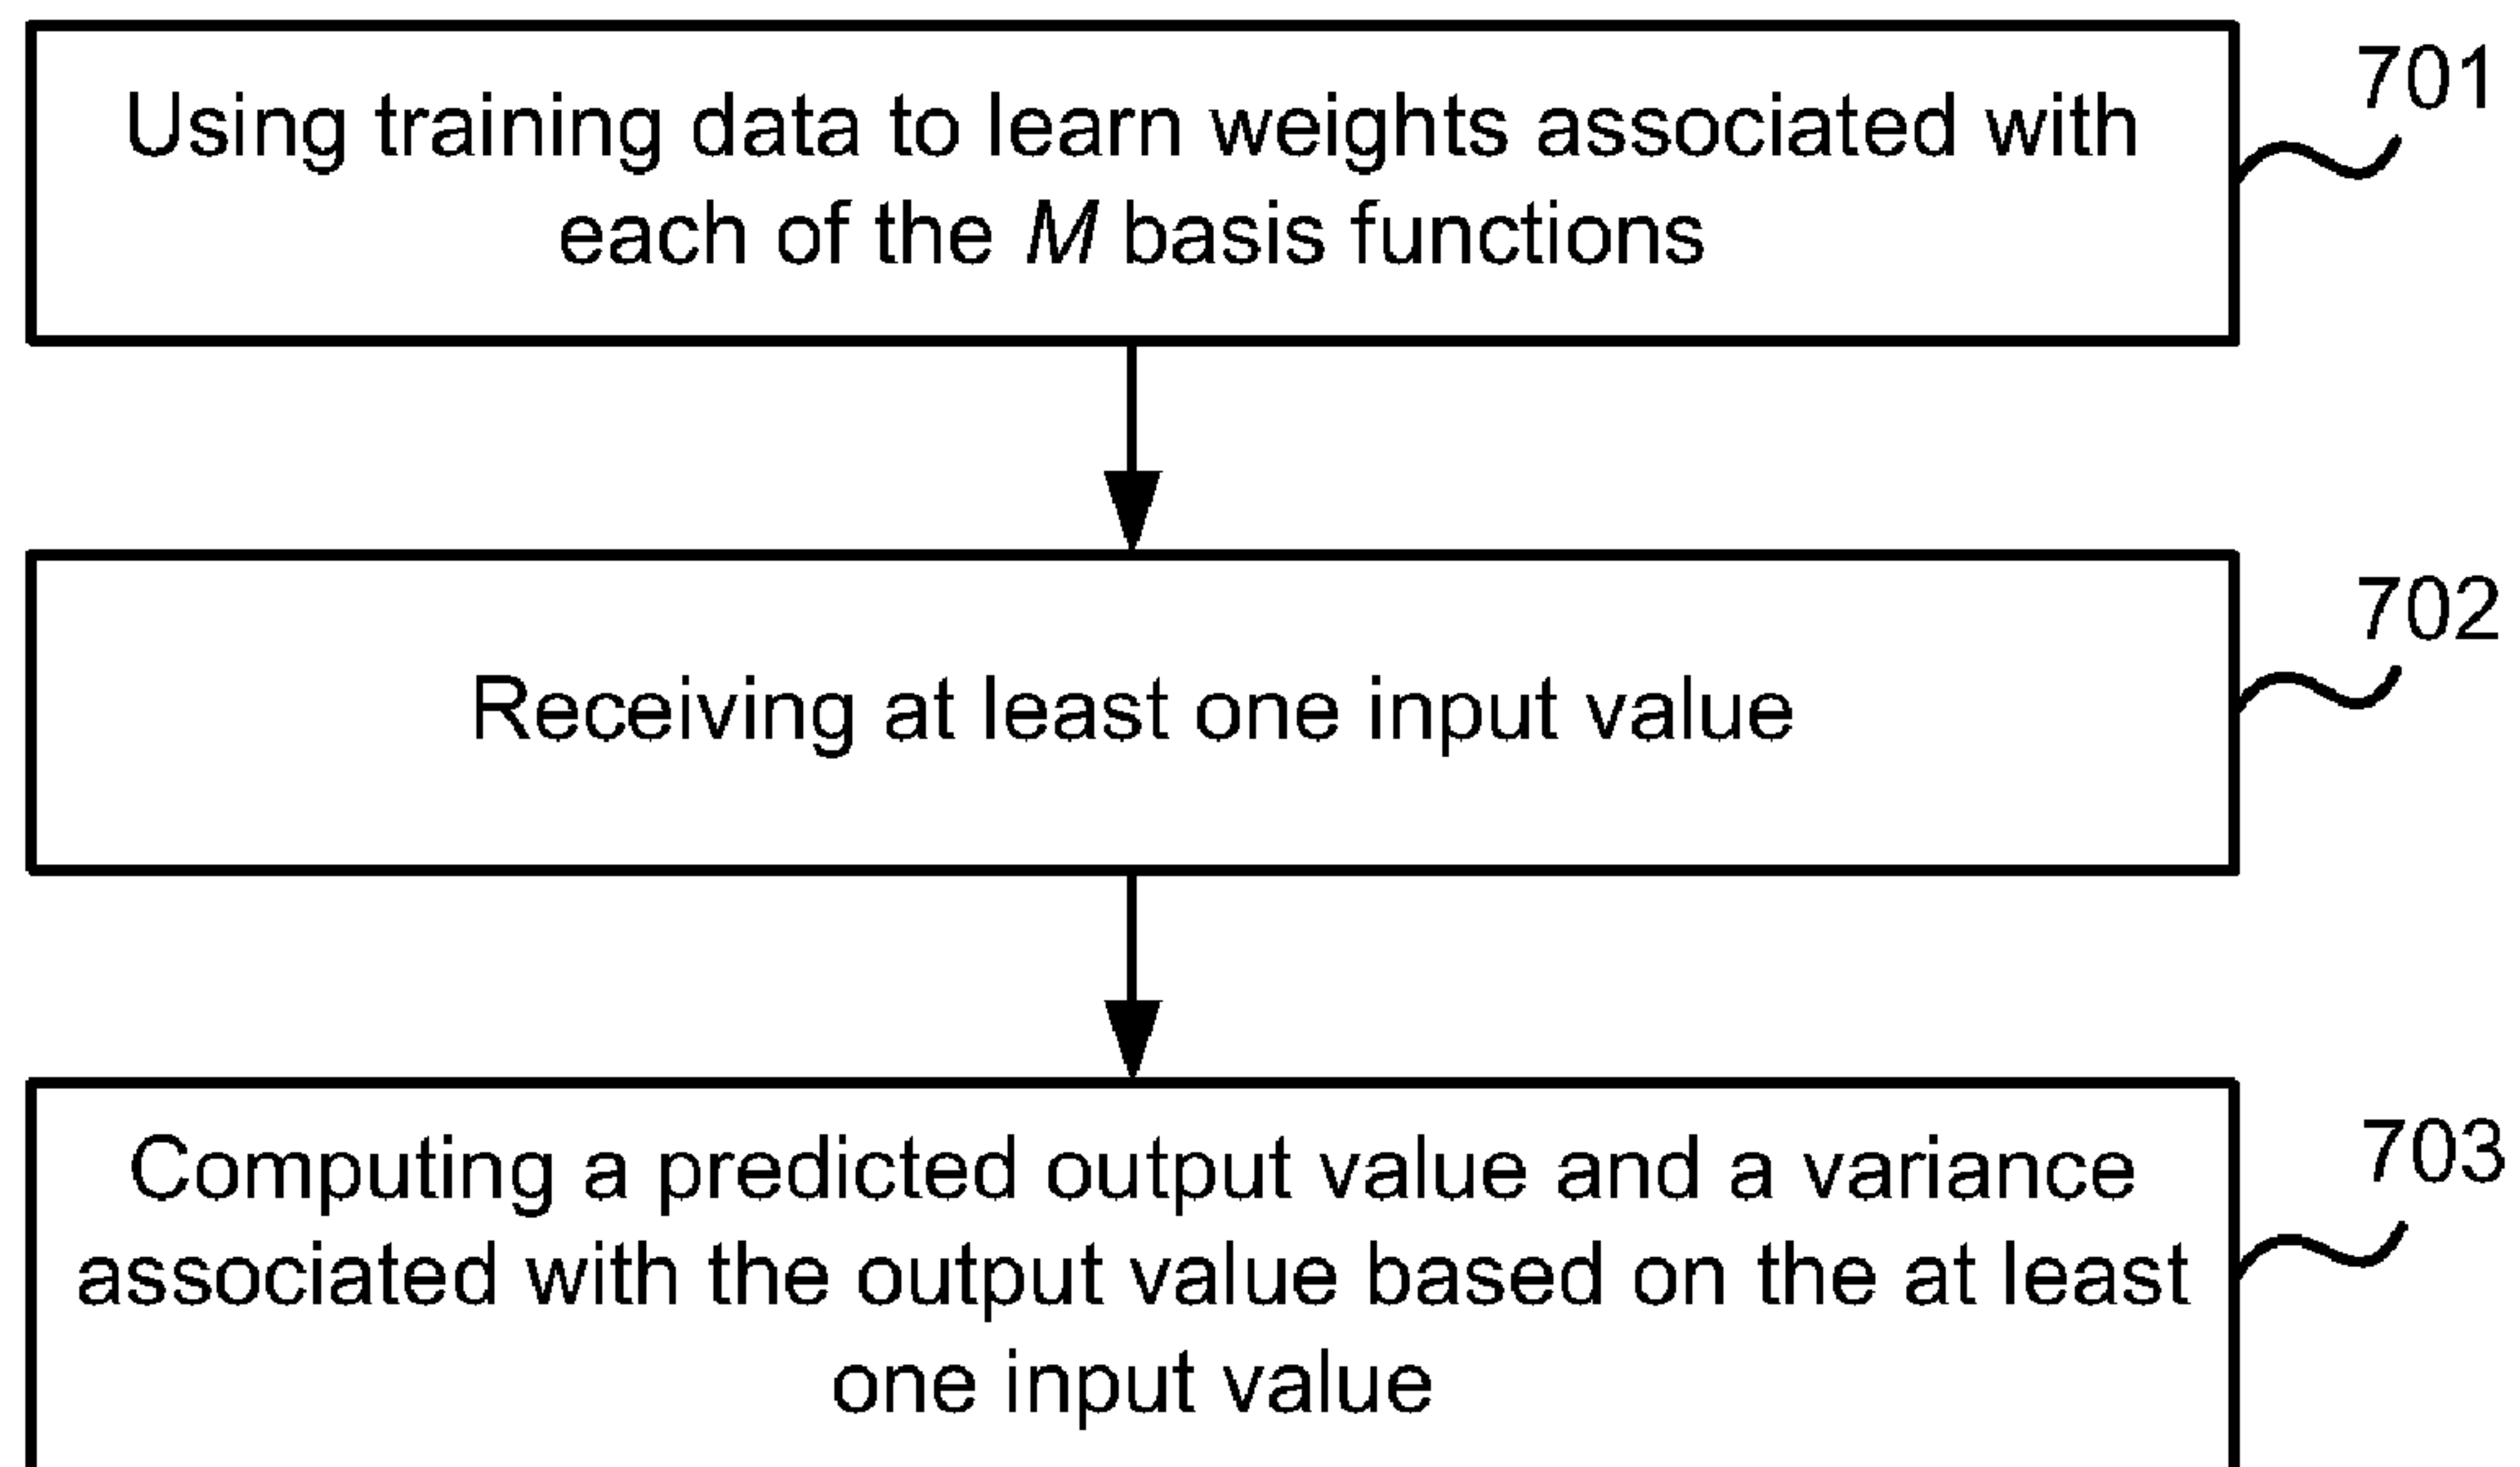 701
Using training data to learn weights associated with
each of the M basis functions
702
Receiving at least one input value
703
Computing a predicted output value and a variance
associated with the output value based on the at least
one input value